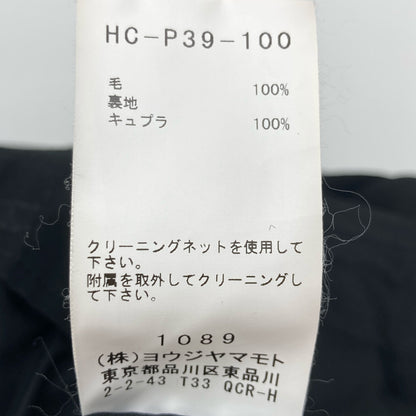 HC-P39-100
毛 100%
裏地
キュプラ 100%
クリーニングネットを使用して
下さい。
附属を取外してクリーニングして
下さい。
1089
(株)ヨウジヤマモト
東京都品川区東品川
2-2-43 T33 QCR-H